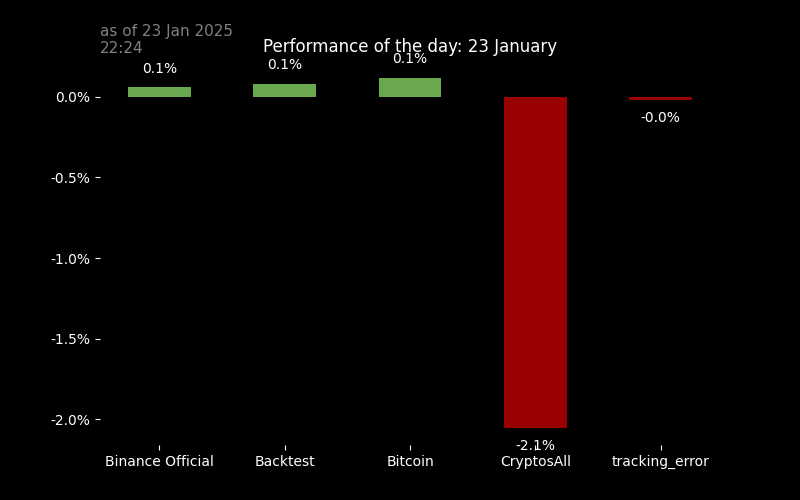 as of 23 Jan 2025
22:24
Performance of the day: 23 January
0.1%
0.1%
0.1%
0.0%
-0.0%
-0.5%
-1.0%
-1.5%
-2.0%
-2.1%
Binance Official
Backtest
Bitcoin
CryptosAll
tracking_error